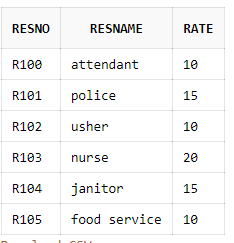 RESNO RESNAME RATE
R100 attendant 10
R101 police 15
R102 usher 10
R103 nurse 20
R104 janitor 15
R105 food service 10